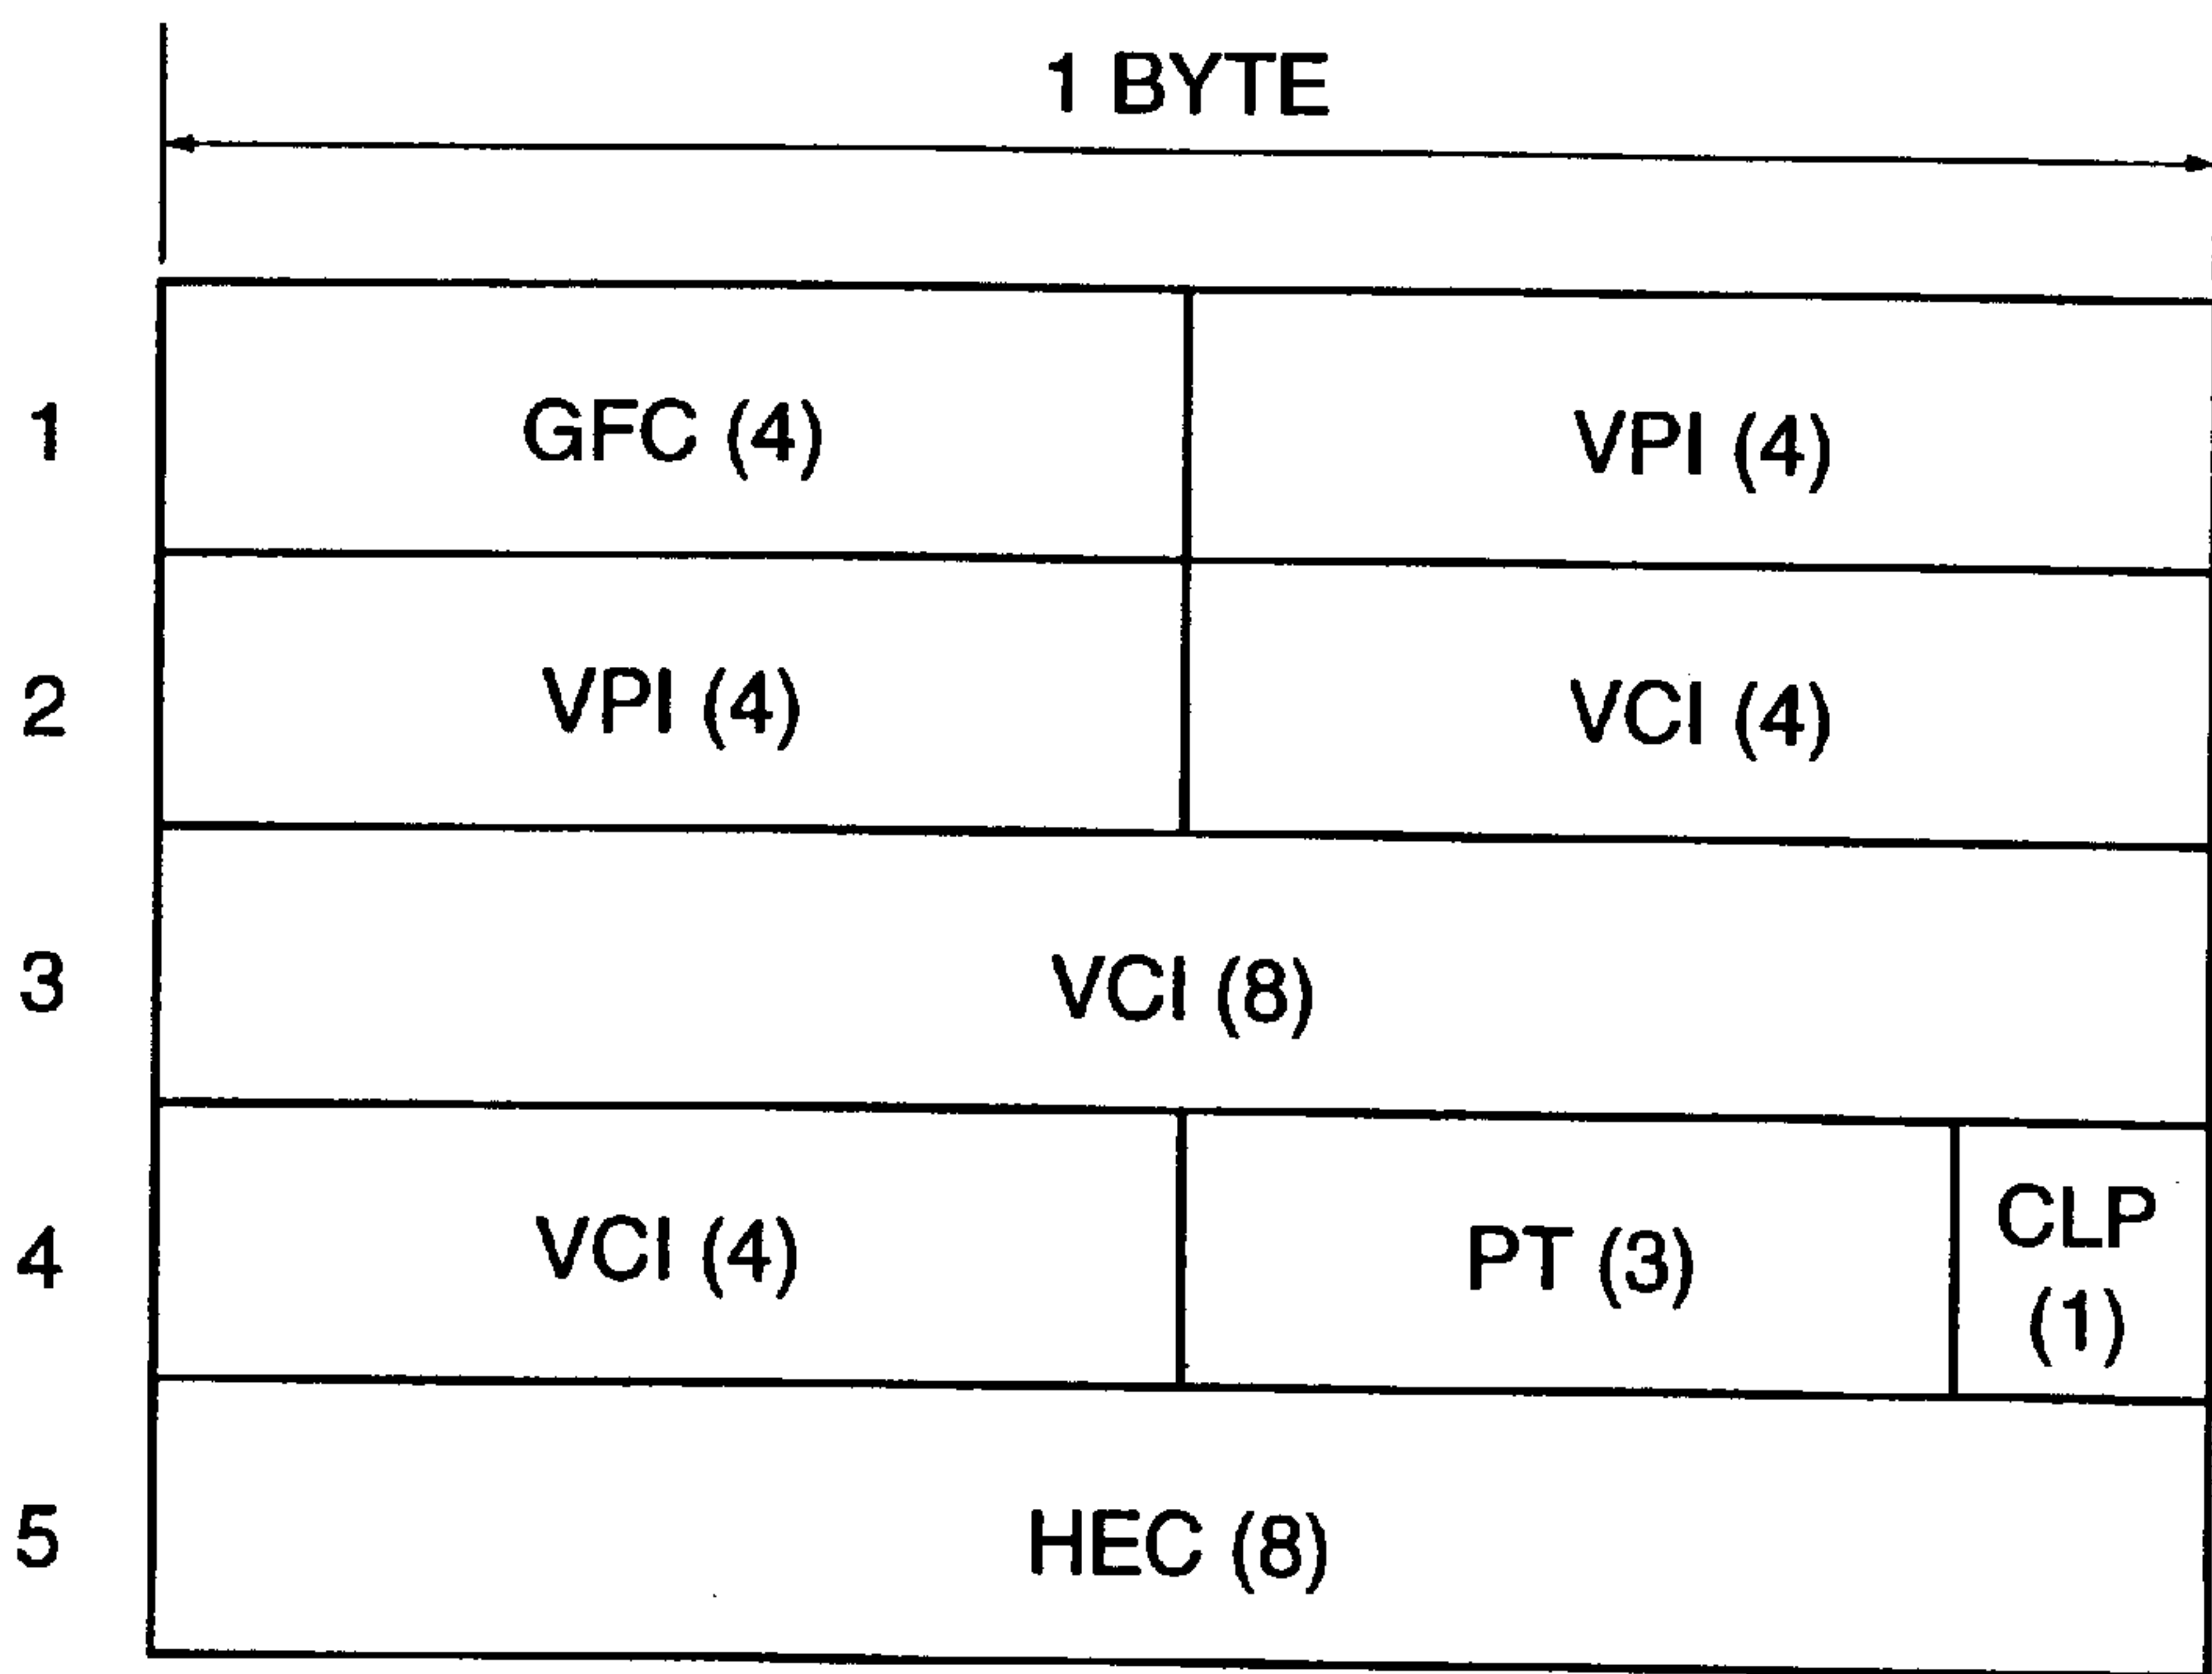 1 BYTE
1 GFC (4) VPI (4)
2 VPI (4) VCI (4)
3 VCI (8)
4 VCI (4) PT (3) CLP (1)
5 HEC (8)